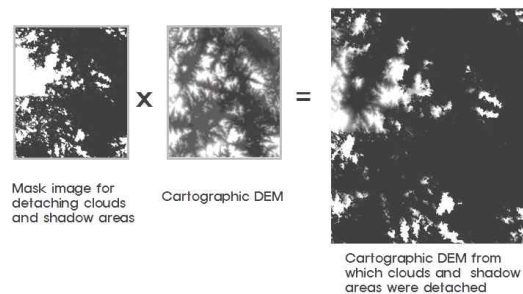 x
=
Mask image for
detaching clouds
and shadow areas
Cartographic DEM
Cartographic DEM from
which clouds and shadow
areas were detached